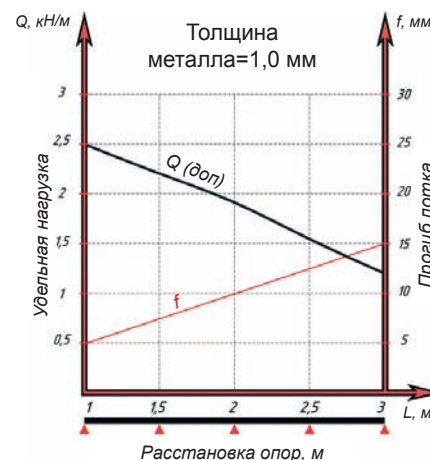 Q, кН/м
f, мм
Толщина
металла=1,0 мм
3
30
2,5
25
Q (доп)
2
20
1,5
15
1
f
10
0,5
5
Удельная нагрузка
Прогиб лотка
1
1,5
2
2,5
3
L, м
Расстановка опор, м